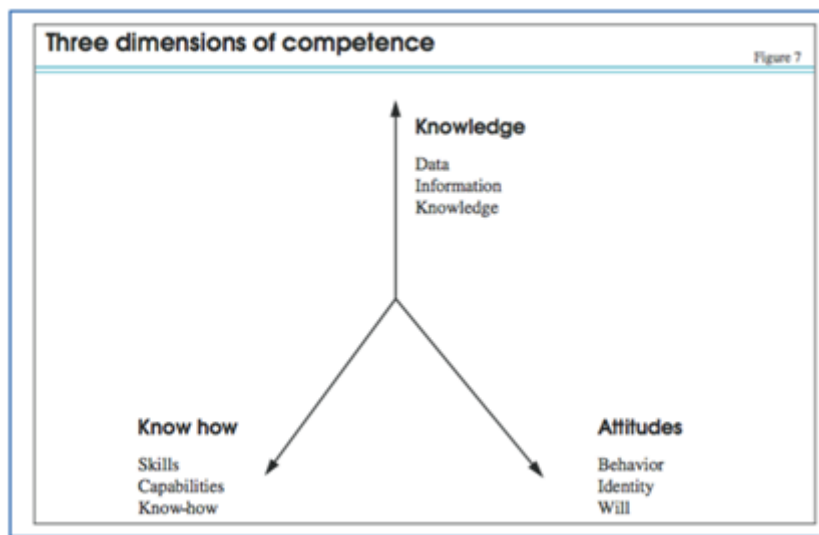 Three dimensions of competence
Figure 7
Knowledge
Data
Information
Knowledge
Know how
Skills
Capabilities
Know-how
Attitudes
Behavior
Identity
Will